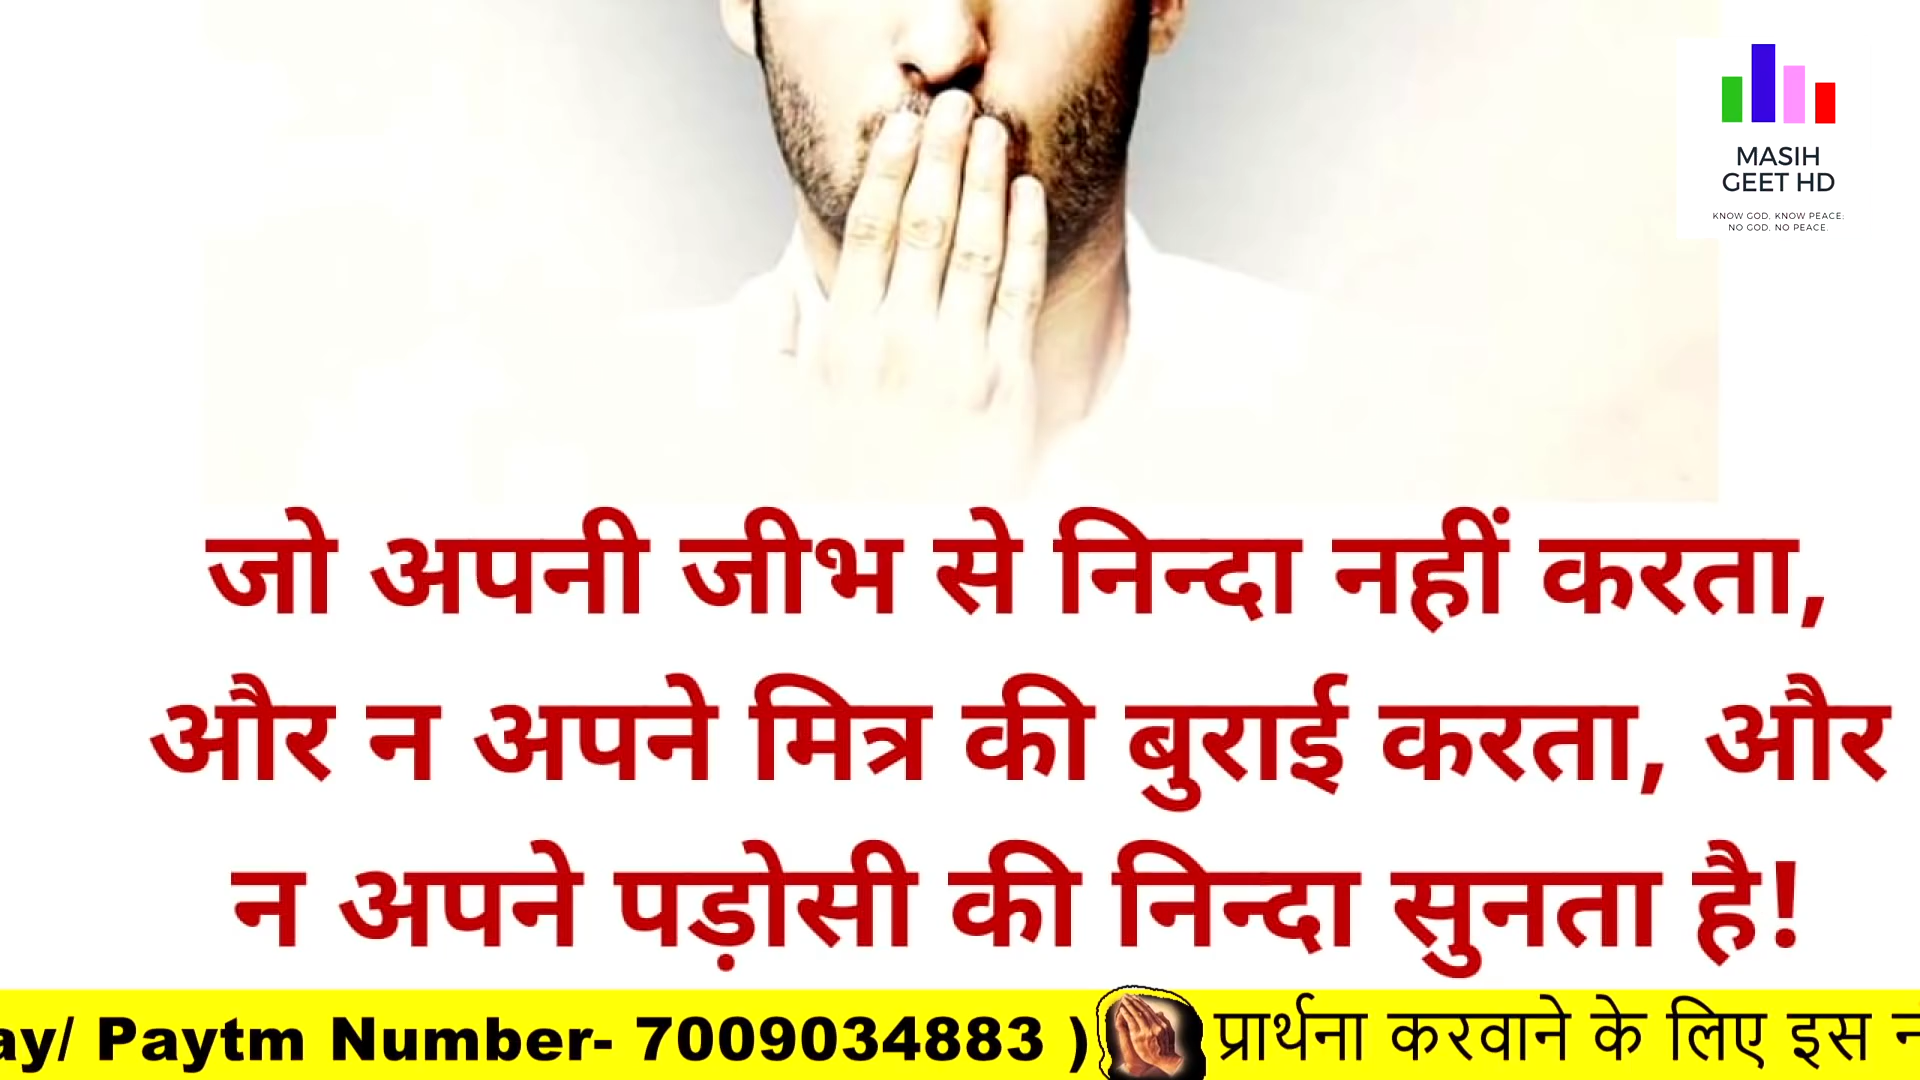 MASIH
GEET HD
KNOW GOD, KNOW PEACE;
NO GOD, NO PEACE.
जो अपनी जीभ से निन्दा नहीं करता,
और न अपने मित्र की बुराई करता, और
न अपने पड़ोसी की निन्दा सुनता है!
ay/ Paytm Number- 7009034883 ) प्रार्थना करवाने के लिए इस